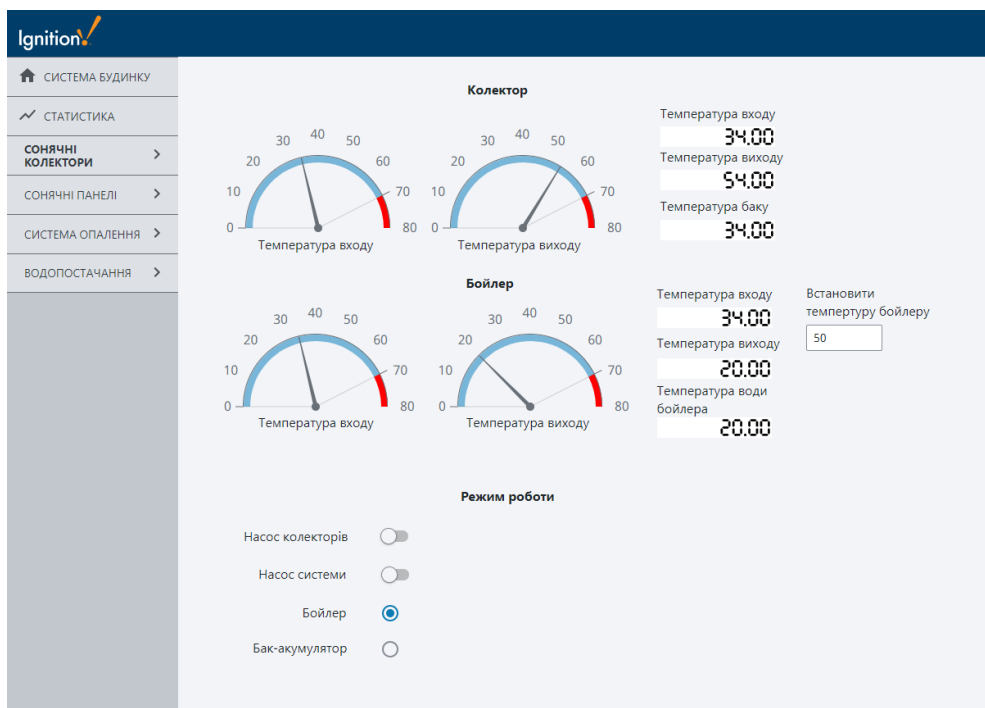 Ignition!
СИСТЕМА БУДИНКУ
СТАТИСТИКА
СОНЯЧНІ
КОЛЕКТОРИ
СОНЯЧНІ ПАНЕЛІ
СИСТЕМА ОПАЛЕННЯ
ВОДОПОСТАЧАННЯ
Колектор
0 10 20 30 40 50 60 70 80
Температура входу
0 10 20 30 40 50 60 70 80
Температура виходу
Температура входу
34.00
Температура виходу
54.00
Температура баку
34.00
Бойлер
0 10 20 30 40 50 60 70 80
Температура входу
0 10 20 30 40 50 60 70 80
Температура виходу
Температура входу
34.00
Температура виходу
20.00
Температура води
бойлера
20.00
Встановити
темпертуру бойлеру
50
Режим роботи
Насос колекторів
Насос системи
Бойлер
Бак-акумулятор